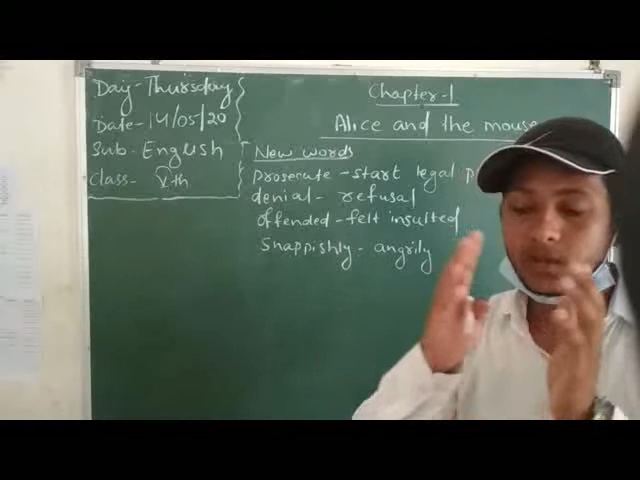 Day- Thursday
Date- 14/05/20
Sub- English
Class- Vth
Chapter-1
Alice and the mouse
New words
prosecute - start legal
denial - refusal
Offended - felt insulted
Snappishly - angrily